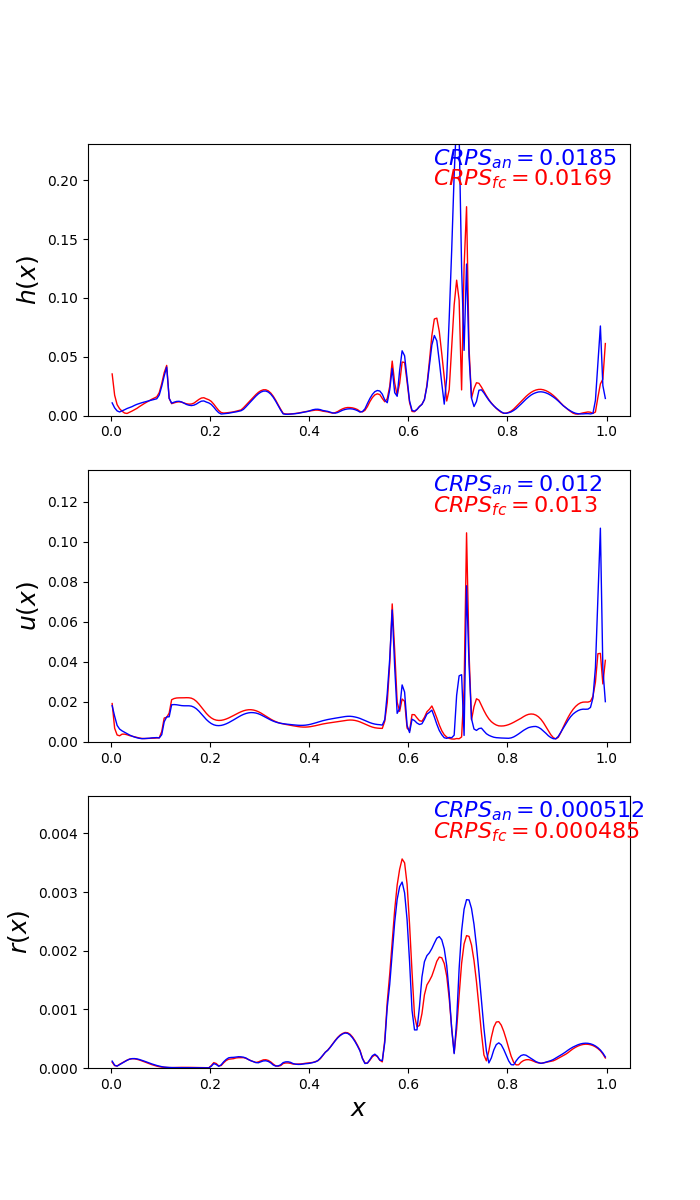 CRPS_an = 0.0185
CRPS_fc = 0.0169
0.20
0.15
0.10
0.05
0.00
h(x)
0.0 0.2 0.4 0.6 0.8 1.0
CRPS_an = 0.012
CRPS_fc = 0.013
0.12
0.10
0.08
0.06
0.04
0.02
0.00
u(x)
0.0 0.2 0.4 0.6 0.8 1.0
CRPS_an = 0.000512
CRPS_fc = 0.000485
0.004
0.003
0.002
0.001
0.000
r(x)
0.0 0.2 0.4 0.6 0.8 1.0
x